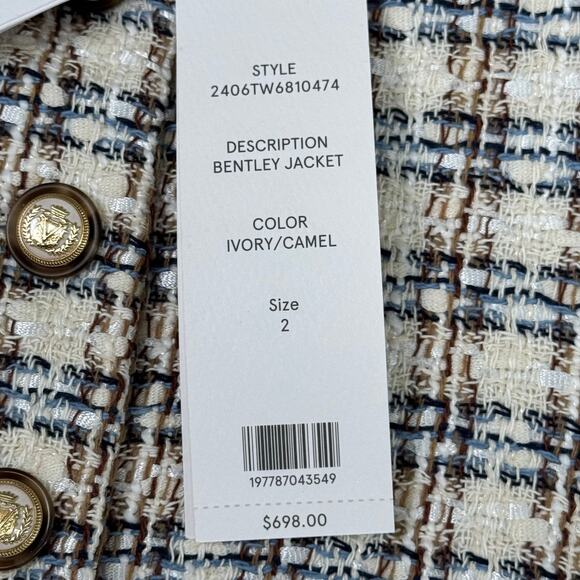 STYLE
2406TW6810474
DESCRIPTION
BENTLEY JACKET
COLOR
IVORY/CAMEL
Size
2
197787043549
$698.00